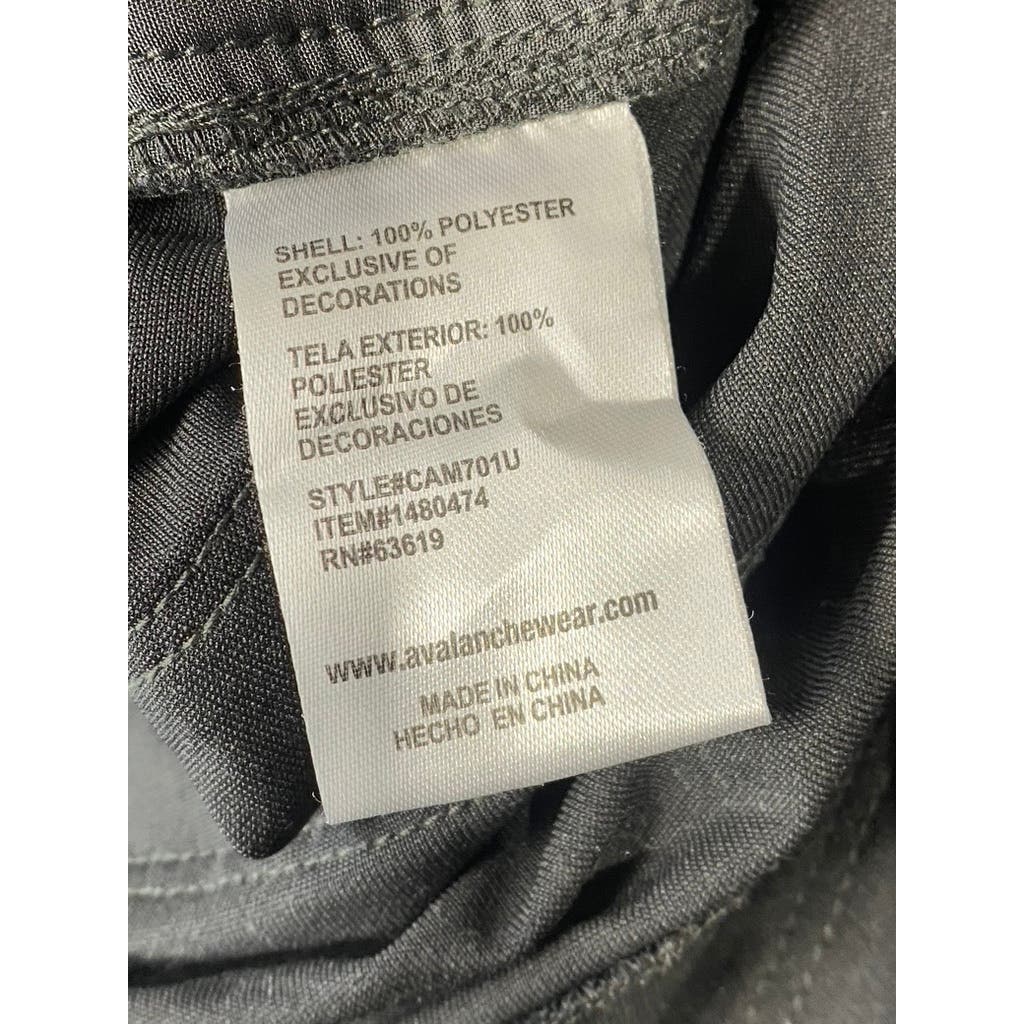 SHELL: 100% POLYESTER
EXCLUSIVE OF
DECORATIONS
TELA EXTERIOR: 100%
POLIESTER
EXCLUSIVO DE
DECORACIONES
STYLE#CAM701U
ITEM#1480474
RN#63619
www.avalanchewear.com
MADE IN CHINA
HECHO EN CHINA